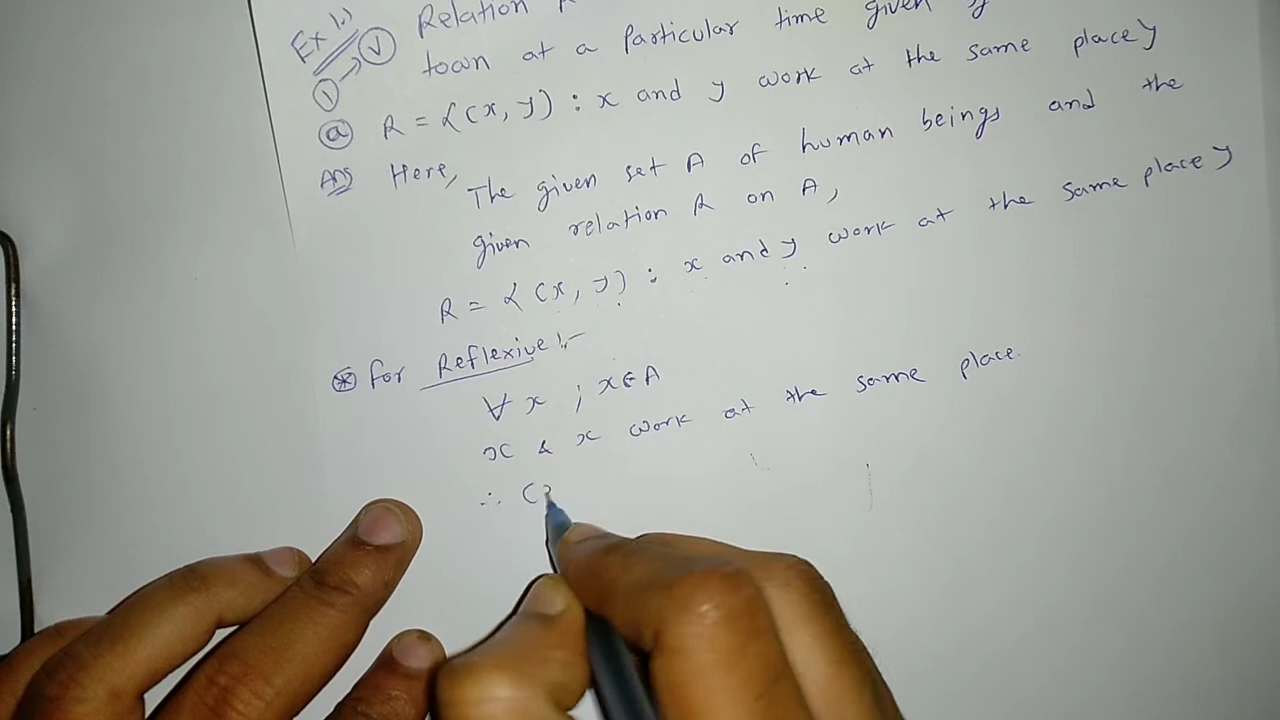 Ex 1.1
1 → v Relation
town at a particular time given
a R = {(x, y) : x and y work at the same place}
Ans Here,
The given set A of human beings and the
given relation R on A,
R = {(x, y) : x and y work at the same place}
* for Reflexive :-
∀ x ; x ∈ A
x & x work at the same place.
∴ (